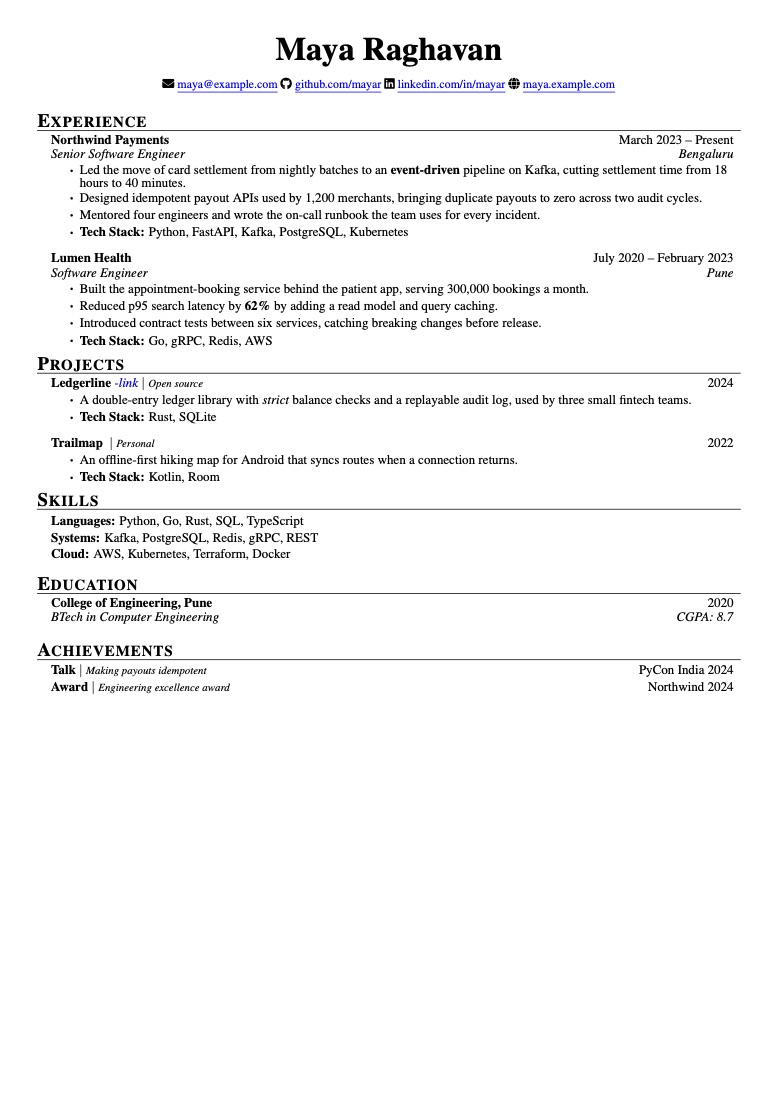 Maya Raghavan
maya@example.com github.com/mayar linkedin.com/in/mayar maya.example.com
EXPERIENCE
Northwind Payments March 2023 – Present
Senior Software Engineer Bengaluru
• Led the move of card settlement from nightly batches to an event-driven pipeline on Kafka, cutting settlement time from 18
hours to 40 minutes.
• Designed idempotent payout APIs used by 1,200 merchants, bringing duplicate payouts to zero across two audit cycles.
• Mentored four engineers and wrote the on-call runbook the team uses for every incident.
• Tech Stack: Python, FastAPI, Kafka, PostgreSQL, Kubernetes
Lumen Health July 2020 – February 2023
Software Engineer Pune
• Built the appointment-booking service behind the patient app, serving 300,000 bookings a month.
• Reduced p95 search latency by 62% by adding a read model and query caching.
• Introduced contract tests between six services, catching breaking changes before release.
• Tech Stack: Go, gRPC, Redis, AWS
PROJECTS
Ledgerline -link | Open source 2024
• A double-entry ledger library with strict balance checks and a replayable audit log, used by three small fintech teams.
• Tech Stack: Rust, SQLite
Trailmap | Personal 2022
• An offline-first hiking map for Android that syncs routes when a connection returns.
• Tech Stack: Kotlin, Room
SKILLS
Languages: Python, Go, Rust, SQL, TypeScript
Systems: Kafka, PostgreSQL, Redis, gRPC, REST
Cloud: AWS, Kubernetes, Terraform, Docker
EDUCATION
College of Engineering, Pune 2020
BTech in Computer Engineering CGPA: 8.7
ACHIEVEMENTS
Talk | Making payouts idempotent PyCon India 2024
Award | Engineering excellence award Northwind 2024